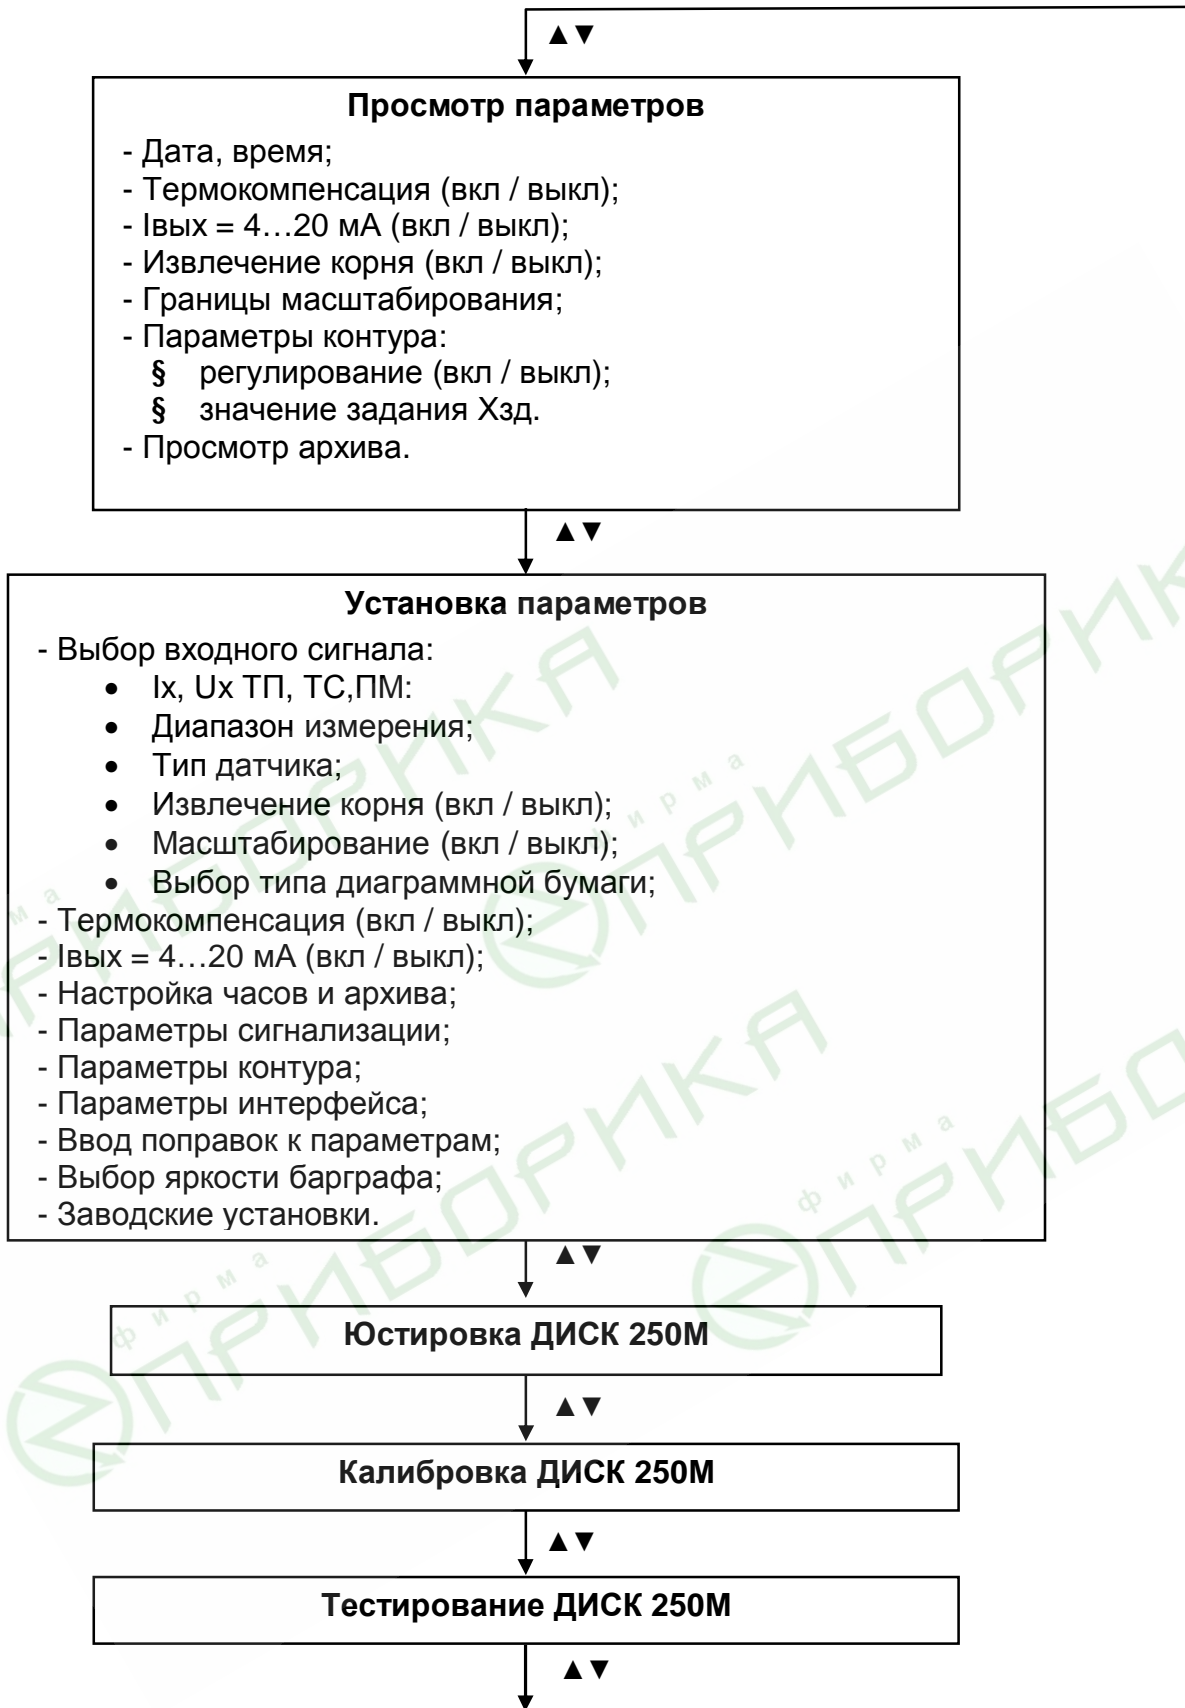 ▲▼
Просмотр параметров
- Дата, время;
- Термокомпенсация (вкл / выкл);
- Iвых = 4…20 мА (вкл / выкл);
- Извлечение корня (вкл / выкл);
- Границы масштабирования;
- Параметры контура:
§ регулирование (вкл / выкл);
§ значение задания Хзд.
- Просмотр архива.
▲▼
Установка параметров
- Выбор входного сигнала:
• Ix, Ux ТП, ТС,ПМ:
• Диапазон измерения;
• Тип датчика;
• Извлечение корня (вкл / выкл);
• Масштабирование (вкл / выкл);
• Выбор типа диаграммной бумаги;
- Термокомпенсация (вкл / выкл);
- Iвых = 4…20 мА (вкл / выкл);
- Настройка часов и архива;
- Параметры сигнализации;
- Параметры контура;
- Параметры интерфейса;
- Ввод поправок к параметрам;
- Выбор яркости барграфа;
- Заводские установки.
▲▼
Юстировка ДИСК 250М
▲▼
Калибровка ДИСК 250М
▲▼
Тестирование ДИСК 250М
▲▼
фирма
ПРИБОРИКА